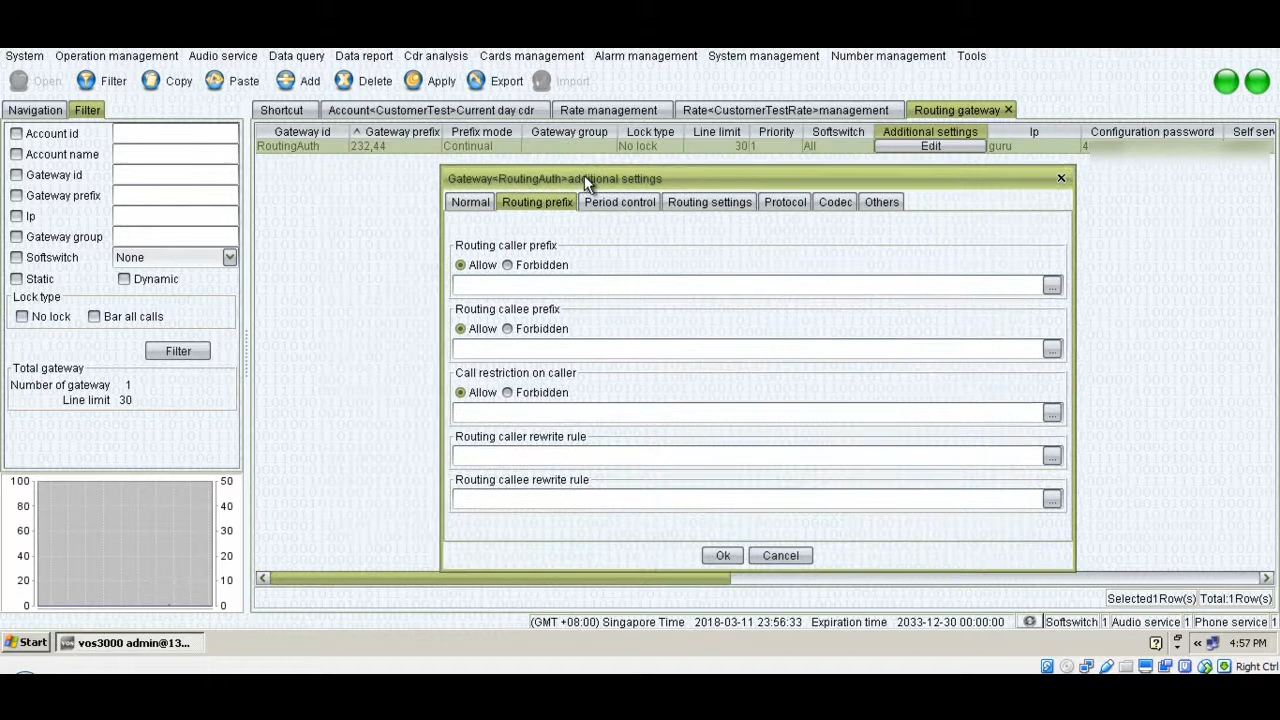 System Operation management Audio service Data query Data report Cdr analysis Cards management Alarm management System management Number management Tools
Open Filter Copy Paste Add Delete Apply Export Import
Navigation Filter Shortcut Account<CustomerTest>Current day cdr Rate management Rate<CustomerTestRate>management Routing gateway
Gateway id Gateway prefix Prefix mode Gateway group Lock type Line limit Priority Softswitch Additional settings Ip Configuration password Self ser
RoutingAuth 232,44 Continual No lock 30 1 All Edit guru 4
Account id
Account name
Gateway id
Gateway prefix
Ip
Gateway group
Softswitch None
Static Dynamic
Lock type
No lock Bar all calls
Filter
Total gateway
Number of gateway 1
Line limit 30
100 50
80 40
60 30
40 20
20 10
0 0
Gateway<RoutingAuth>additional settings
Normal Routing prefix Period control Routing settings Protocol Codec Others
Routing caller prefix
Allow Forbidden
...
Routing callee prefix
Allow Forbidden
...
Call restriction on caller
Allow Forbidden
...
Routing caller rewrite rule
...
Routing callee rewrite rule
...
Ok Cancel
Selected1Row(s) Total:1Row(s)
(GMT +08:00) Singapore Time 2018-03-11 23:56:33 Expiration time 2033-12-30 00:00:00 Softswitch 1 Audio service 1 Phone service 1
Start vos3000 admin@13... « 4:57 PM
Right Ctrl